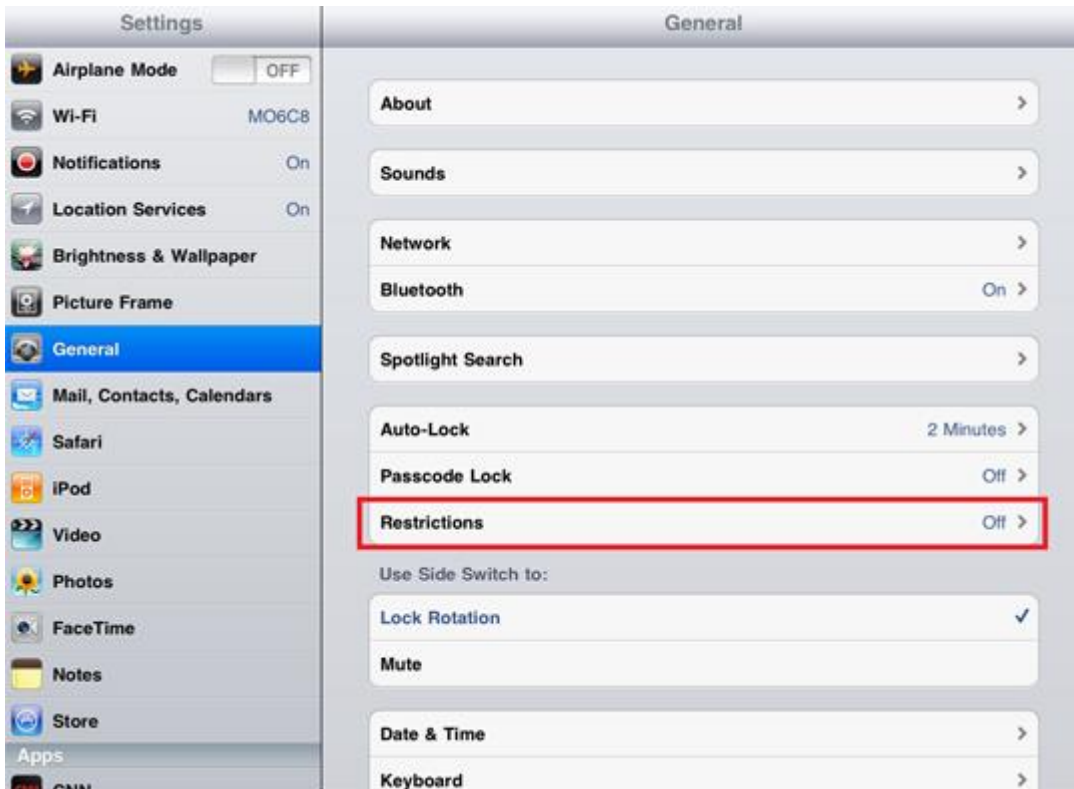 Settings
General
Airplane Mode OFF
Wi-Fi MO6C8
Notifications On
Location Services On
Brightness & Wallpaper
Picture Frame
General
Mail, Contacts, Calendars
Safari
iPod
Video
Photos
FaceTime
Notes
Store
Apps
CNN
About
Sounds
Network
Bluetooth On
Spotlight Search
Auto-Lock 2 Minutes
Passcode Lock Off
Restrictions Off
Use Side Switch to:
Lock Rotation
Mute
Date & Time
Keyboard